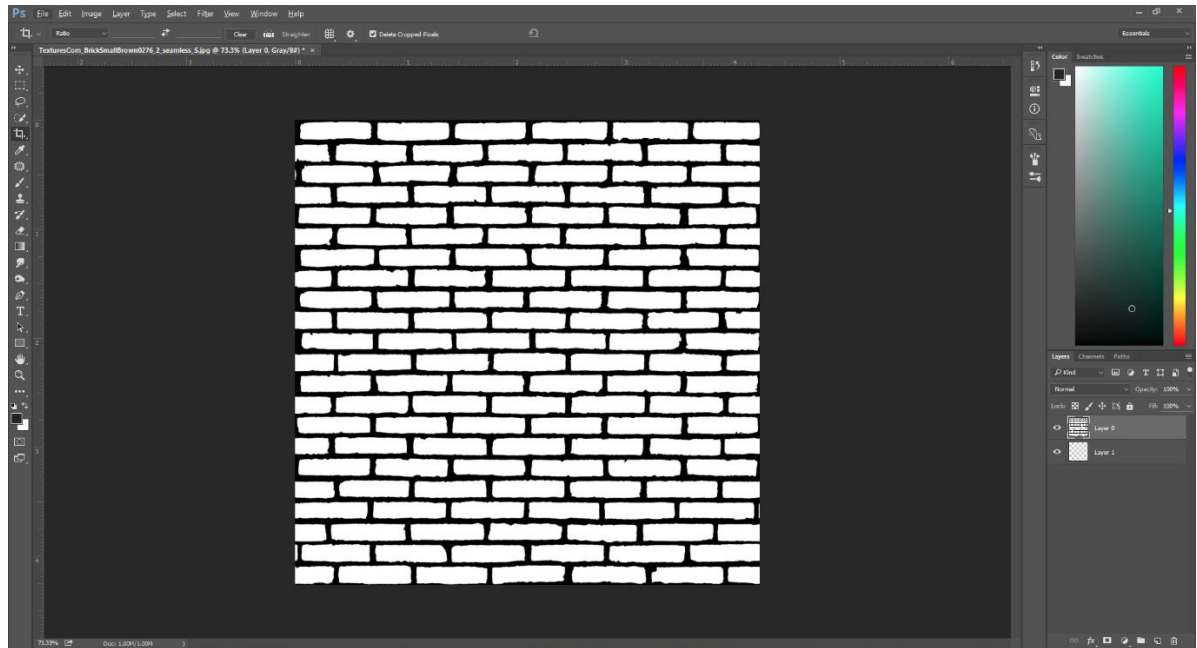 Ps File Edit Image Layer Type Select Filter View Window Help
Ratio Clear Straighten Delete Cropped Pixels Essentials
TexturesCom_BrickSmallBrown0276_2_seamless_S.jpg @ 73.3% (Layer 0, Gray/8#) * ×
Color Swatches
Layers Channels Paths
Kind
Normal Opacity: 100%
Lock: Fill: 100%
Layer 0
Layer 1
73.33% Doc: 1.00M/1.00M